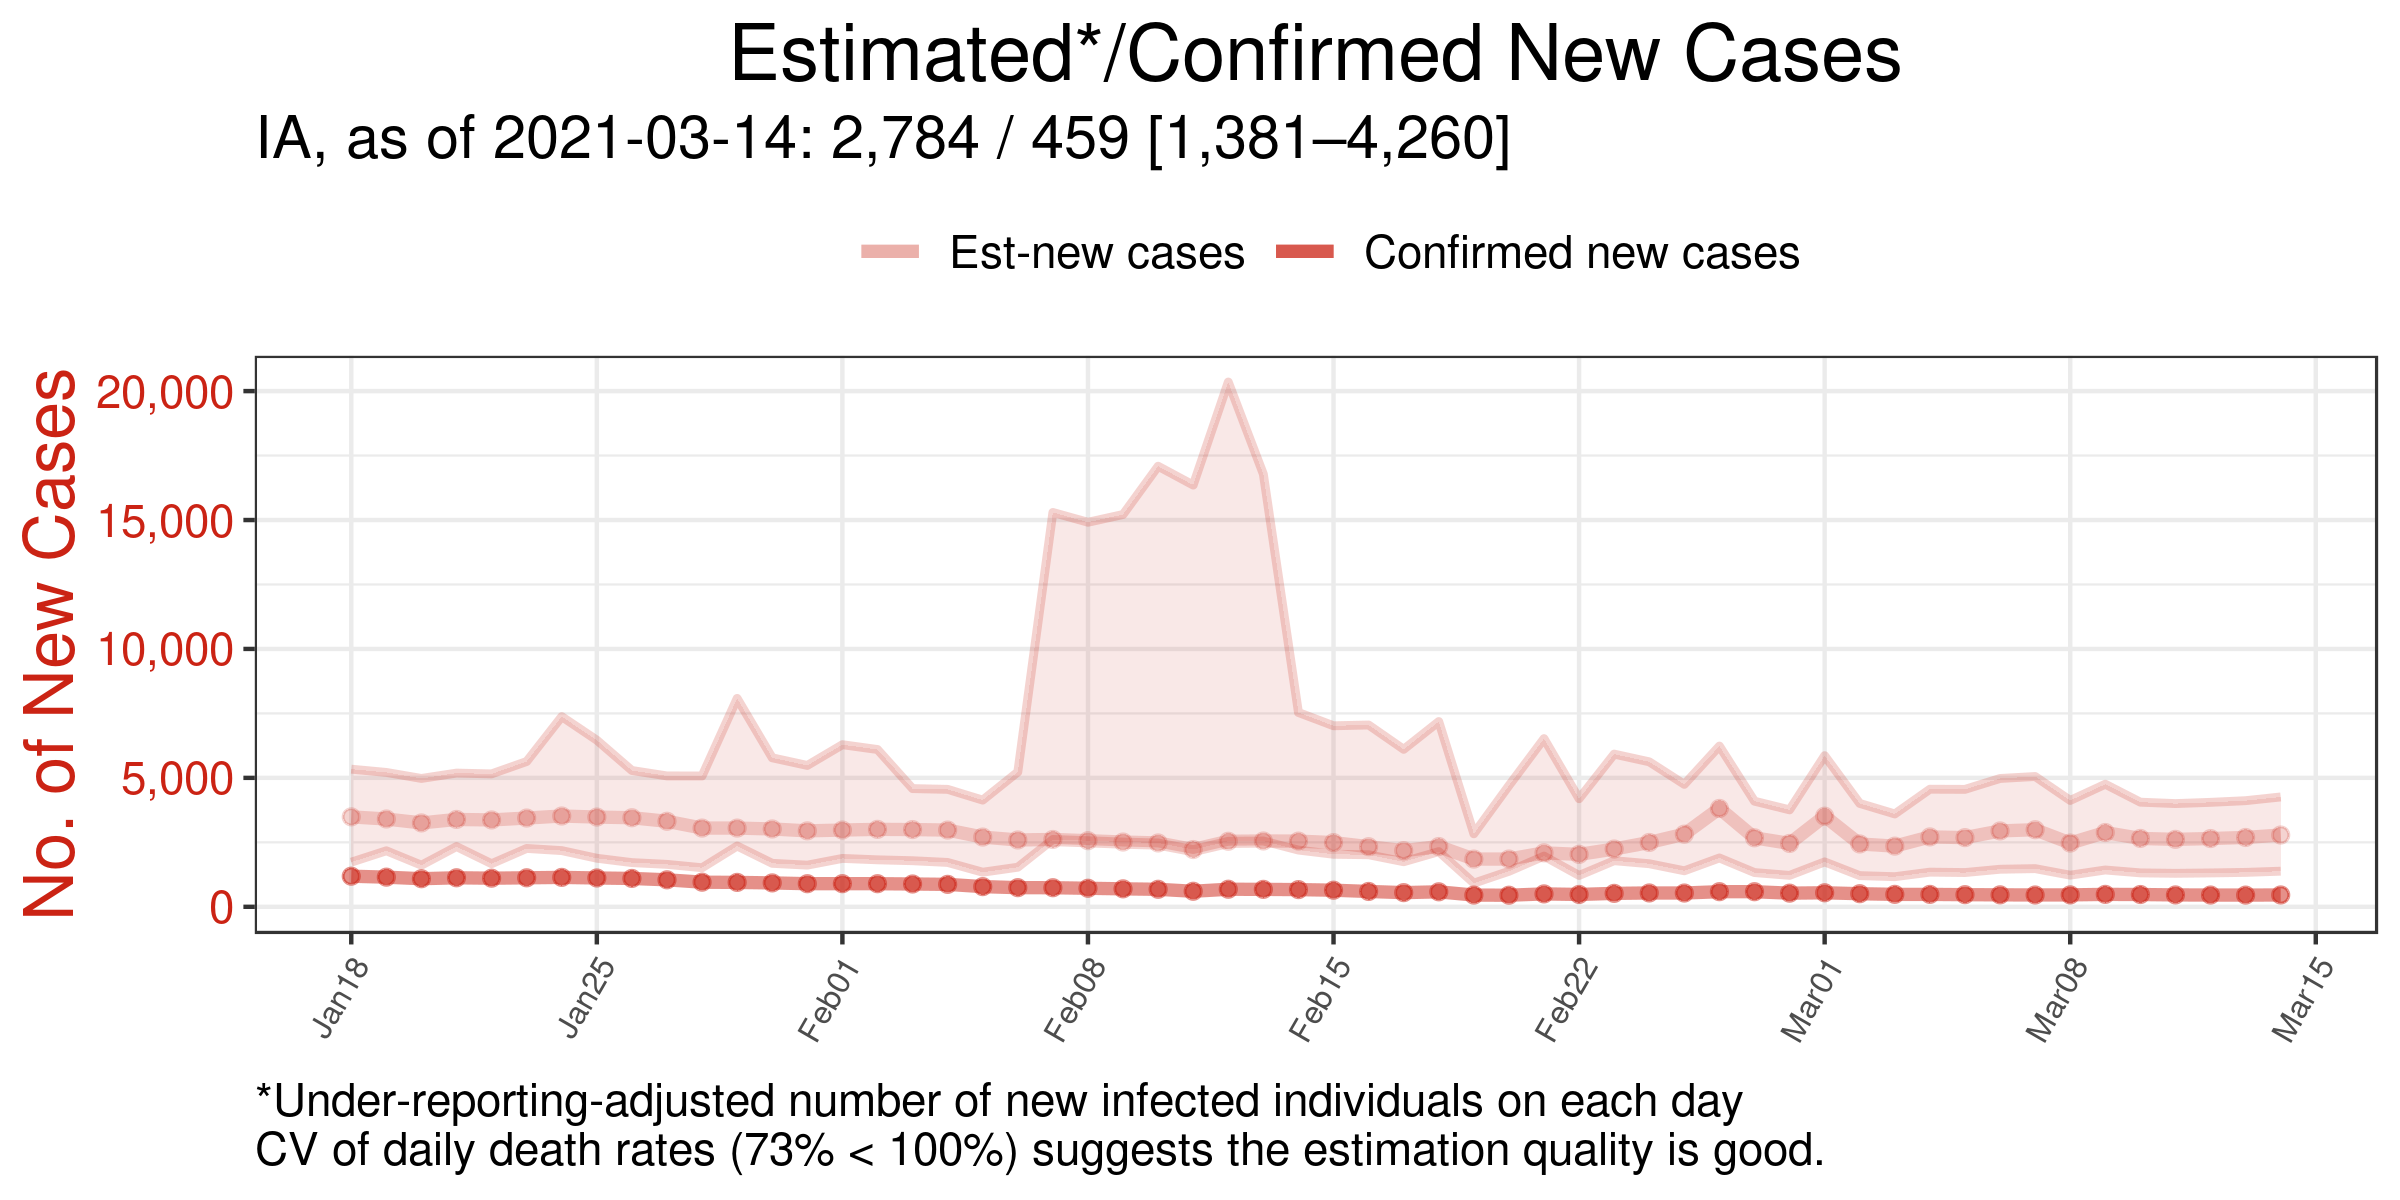 Estimated*/Confirmed New Cases
IA, as of 2021-03-14: 2,784 / 459 [1,381–4,260]
Est-new cases
Confirmed new cases
No. of New Cases
20,000
15,000
10,000
5,000
0
Jan18
Jan25
Feb01
Feb08
Feb15
Feb22
Mar01
Mar08
Mar15
*Under-reporting-adjusted number of new infected individuals on each day
CV of daily death rates (73% < 100%) suggests the estimation quality is good.